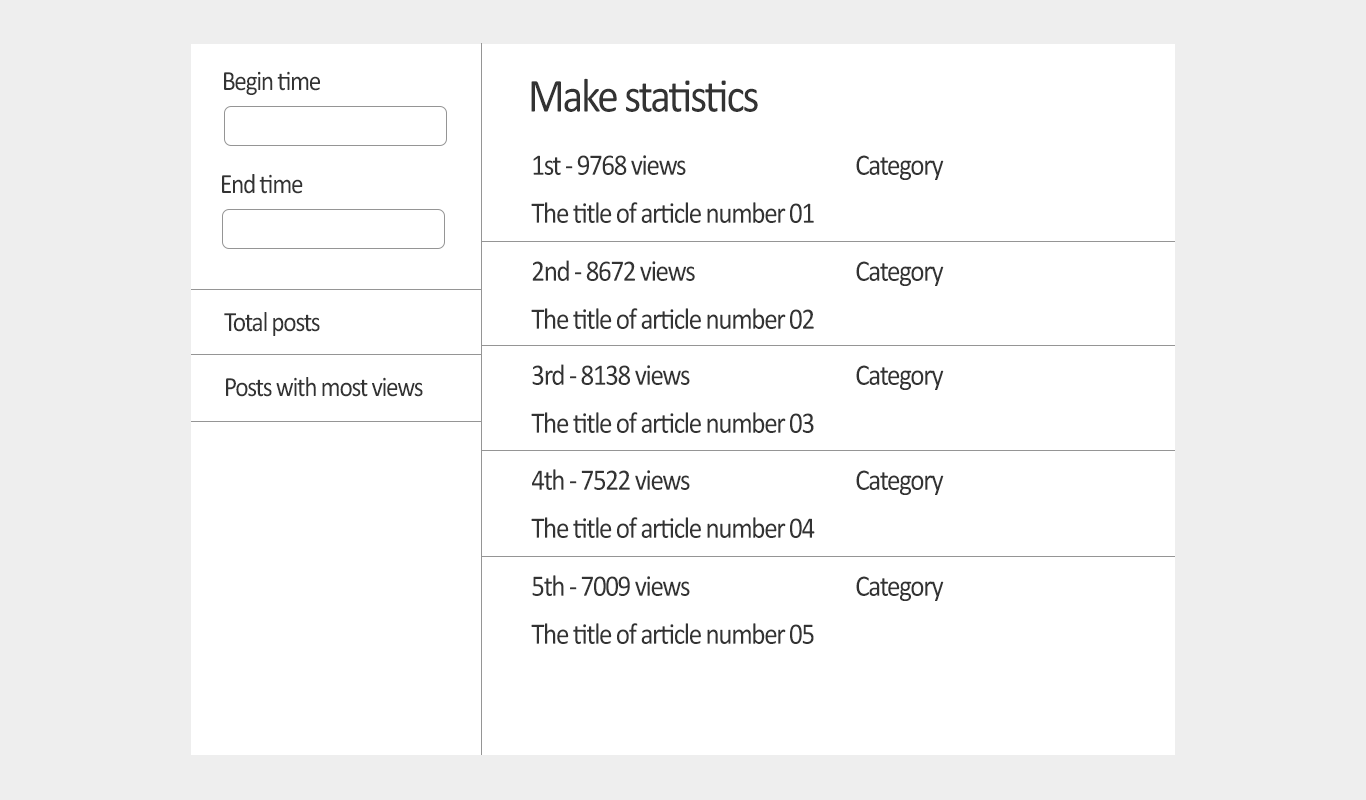 Begin time
End time
Total posts
Posts with most views
Make statistics
1st - 9768 views Category
The title of article number 01
2nd - 8672 views Category
The title of article number 02
3rd - 8138 views Category
The title of article number 03
4th - 7522 views Category
The title of article number 04
5th - 7009 views Category
The title of article number 05